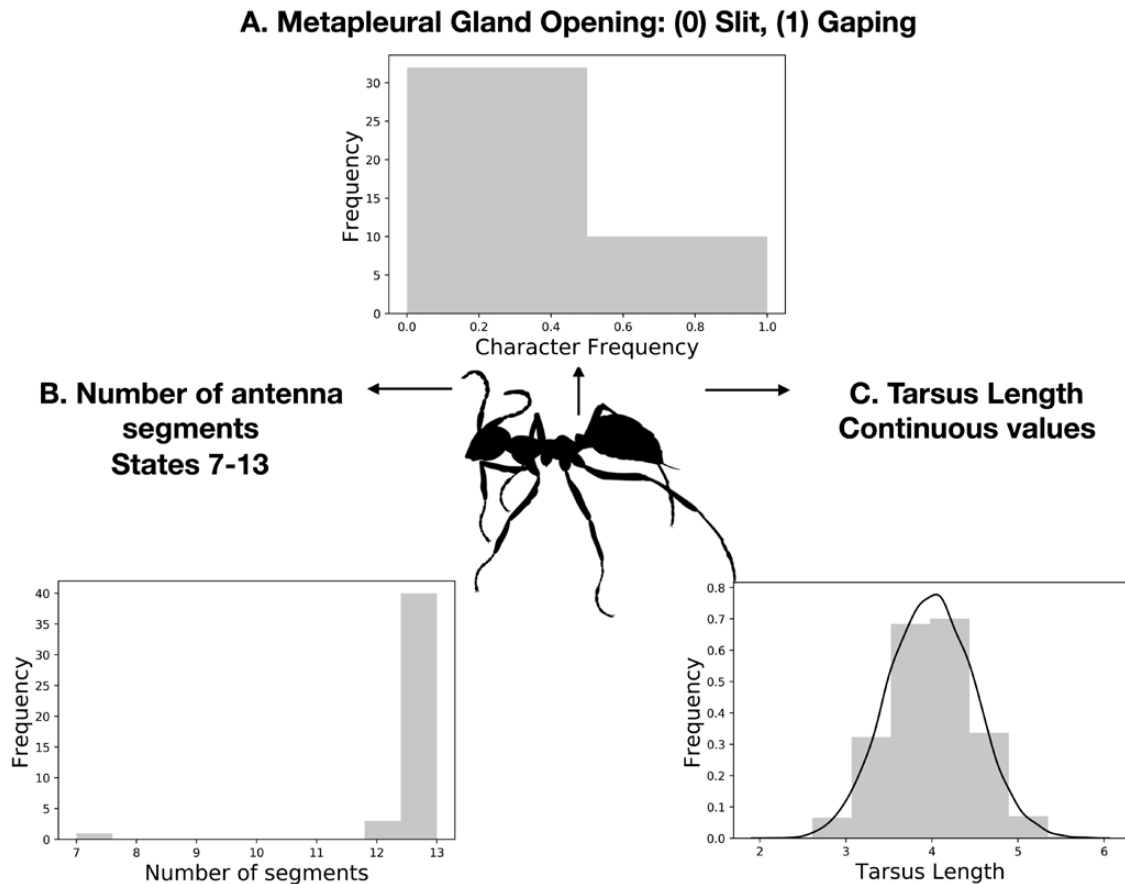 A. Metapleural Gland Opening: (0) Slit, (1) Gaping
Frequency
30
25
20
15
10
5
0
0.0 0.2 0.4 0.6 0.8 1.0
Character Frequency
B. Number of antenna
segments
States 7-13
C. Tarsus Length
Continuous values
Frequency
40
35
30
25
20
15
10
5
0
7 8 9 10 11 12 13
Number of segments
Frequency
0.8
0.7
0.6
0.5
0.4
0.3
0.2
0.1
0.0
2 3 4 5 6
Tarsus Length